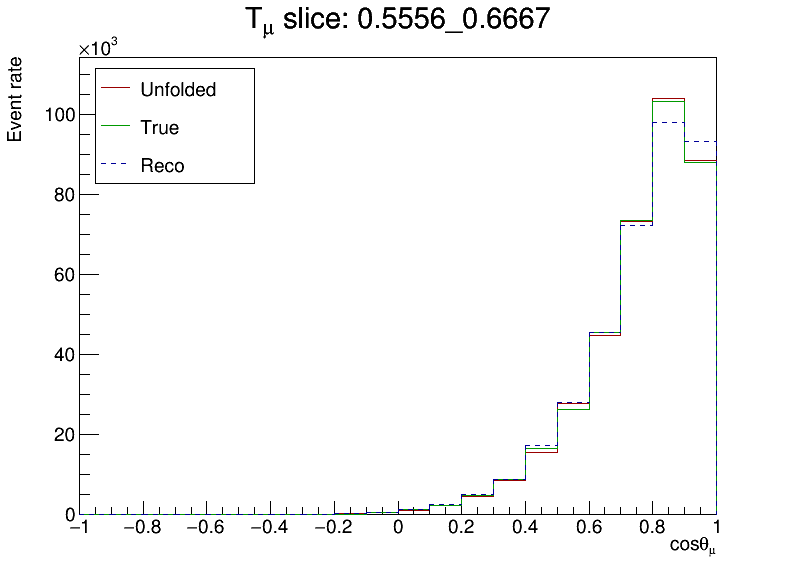 Tμ slice: 0.5556_0.6667
×10³
Event rate
Unfolded
True
Reco
100
80
60
40
20
0
−1 −0.8 −0.6 −0.4 −0.2 0 0.2 0.4 0.6 0.8 1
cosθμ